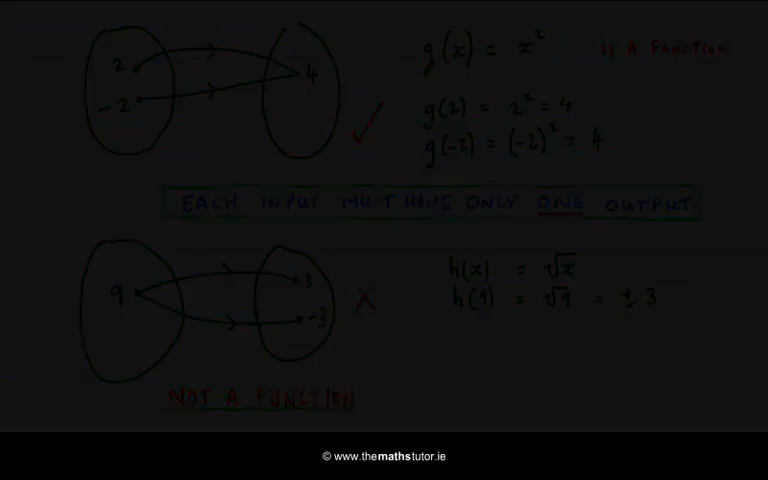 g(x) = x² IS A FUNCTION
2
-2
4
g(2) = 2² = 4
g(-2) = (-2)² = 4
EACH INPUT MUT HAVE ONLY ONE OUTPUT
9
3
-3
h(x) = √x
h(9) = √9 = ± 3
NOT A FUNCTION
© www.themathstutor.ie